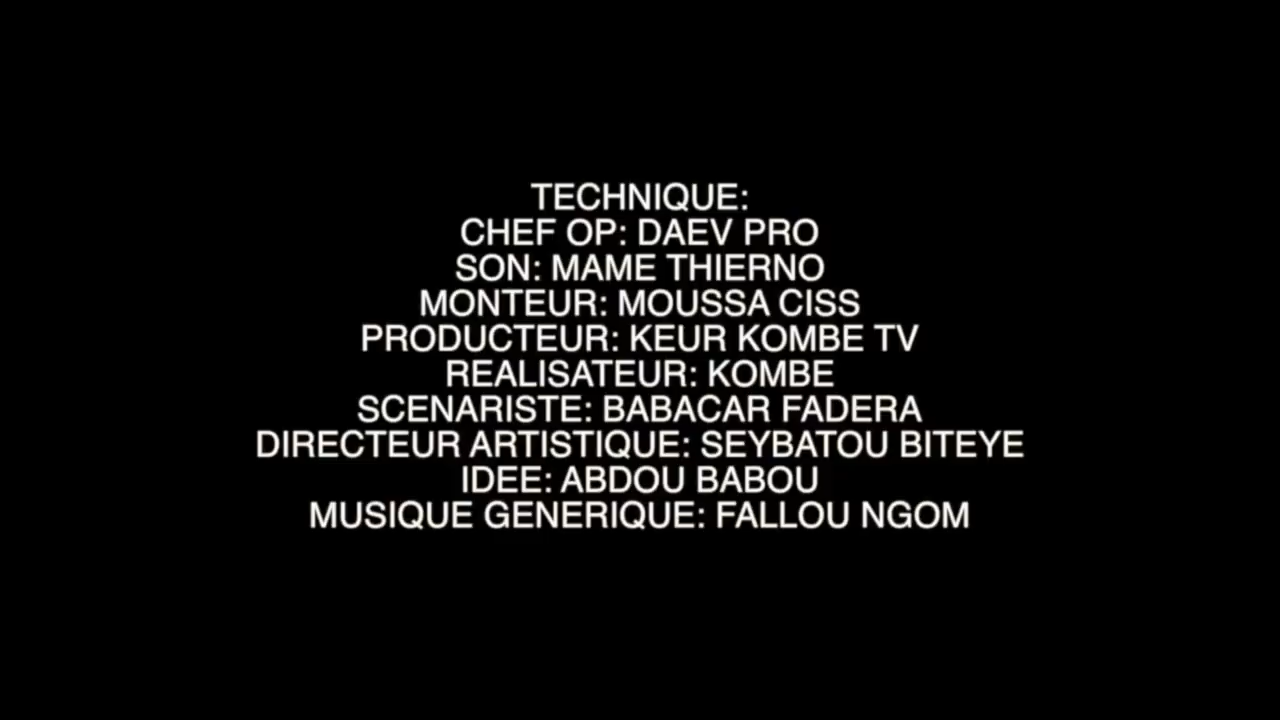 TECHNIQUE:
CHEF OP: DAEV PRO
SON: MAME THIERNO
MONTEUR: MOUSSA CISS
PRODUCTEUR: KEUR KOMBE TV
REALISATEUR: KOMBE
SCENARISTE: BABACAR FADERA
DIRECTEUR ARTISTIQUE: SEYBATOU BITEYE
IDEE: ABDOU BABOU
MUSIQUE GENERIQUE: FALLOU NGOM